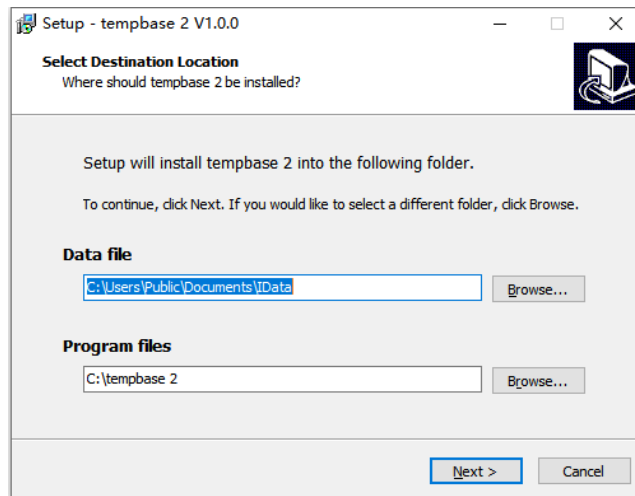 Setup - tempbase 2 V1.0.0
Select Destination Location
Where should tempbase 2 be installed?
Setup will install tempbase 2 into the following folder.
To continue, click Next. If you would like to select a different folder, click Browse.
Data file
C:\Users\Public\Documents\IData
Browse...
Program files
C:\tempbase 2
Browse...
Next >
Cancel